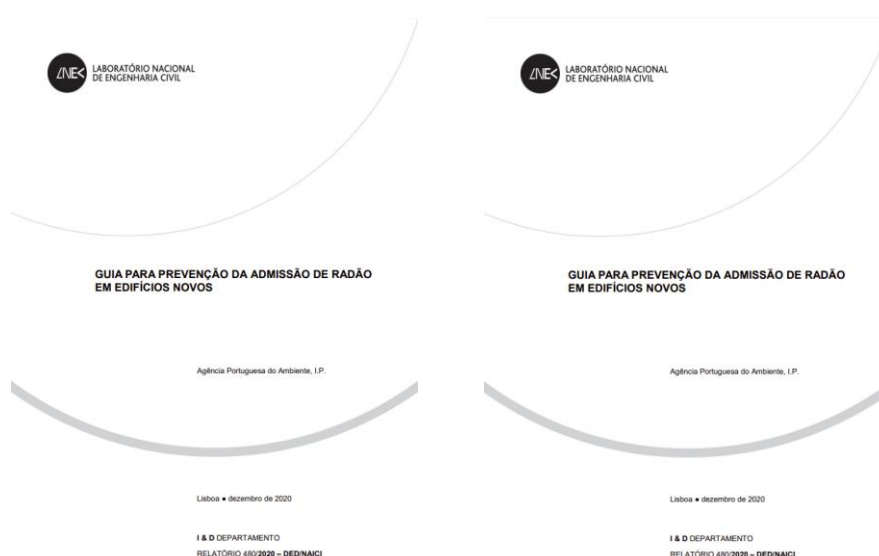 LNEC
LABORATÓRIO NACIONAL
DE ENGENHARIA CIVIL
GUIA PARA PREVENÇÃO DA ADMISSÃO DE RADÃO
EM EDIFÍCIOS NOVOS
Agência Portuguesa do Ambiente, I.P.
Lisboa • dezembro de 2020
I & D DEPARTAMENTO
RELATÓRIO 480/2020 – DED/NAICI
LNEC
LABORATÓRIO NACIONAL
DE ENGENHARIA CIVIL
GUIA PARA PREVENÇÃO DA ADMISSÃO DE RADÃO
EM EDIFÍCIOS NOVOS
Agência Portuguesa do Ambiente, I.P.
Lisboa • dezembro de 2020
I & D DEPARTAMENTO
RELATÓRIO 480/2020 – DED/NAICI